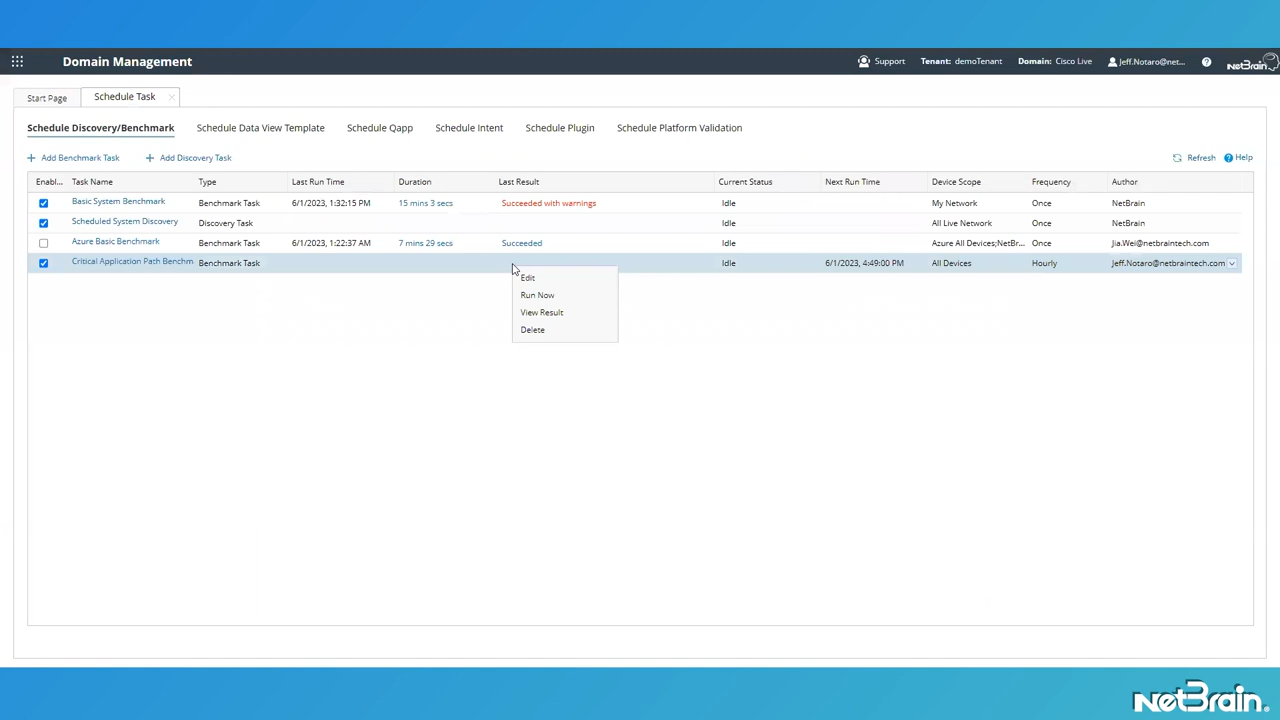 Domain Management Support Tenant: demoTenant Domain: Cisco Live Jeff.Notaro@net... NetBrain
Start Page Schedule Task
Schedule Discovery/Benchmark Schedule Data View Template Schedule Qapp Schedule Intent Schedule Plugin Schedule Platform Validation
+ Add Benchmark Task + Add Discovery Task Refresh ? Help
Enabl... Task Name Type Last Run Time Duration Last Result Current Status Next Run Time Device Scope Frequency Author
Basic System Benchmark Benchmark Task 6/1/2023, 1:32:15 PM 15 mins 3 secs Succeeded with warnings Idle My Network Once NetBrain
Scheduled System Discovery Discovery Task Idle All Live Network Once NetBrain
Azure Basic Benchmark Benchmark Task 6/1/2023, 1:22:37 AM 7 mins 29 secs Succeeded Idle Azure All Devices;NetBr... Once Jia.Wei@netbraintech.com
Critical Application Path Benchm Benchmark Task Idle 6/1/2023, 4:49:00 PM All Devices Hourly Jeff.Notaro@netbraintech.com
Edit
Run Now
View Result
Delete
NetBrain